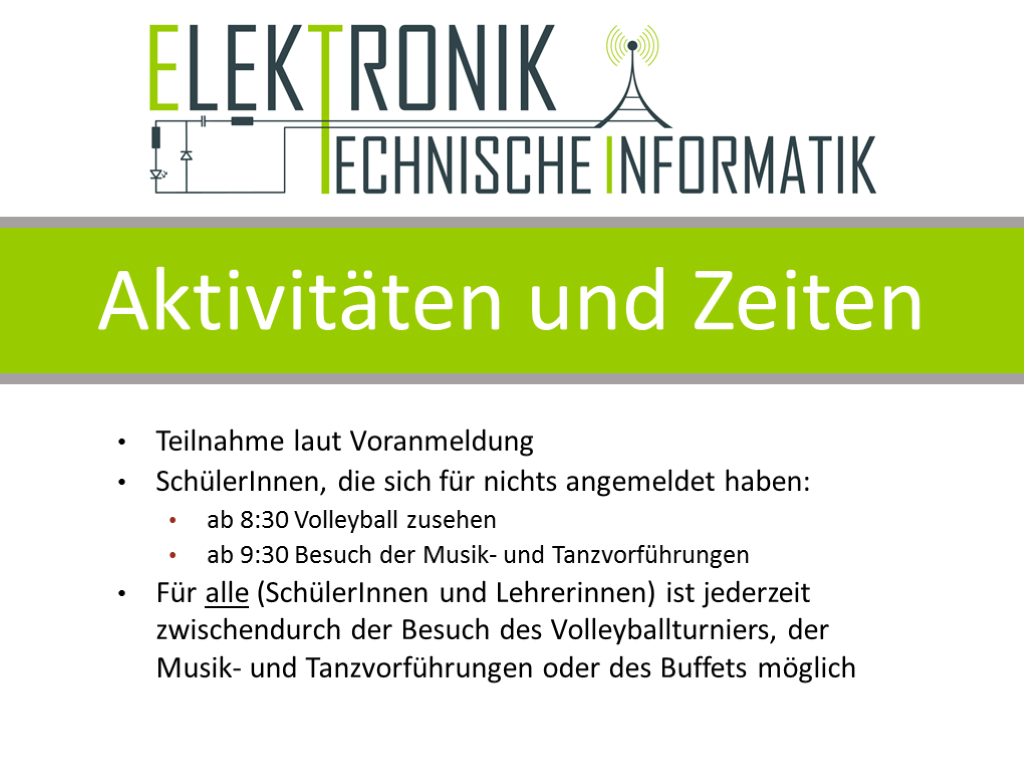 ELEKTRONIK
TECHNISCHE INFORMATIK
Aktivitäten und Zeiten
• Teilnahme laut Voranmeldung
• SchülerInnen, die sich für nichts angemeldet haben:
• ab 8:30 Volleyball zusehen
• ab 9:30 Besuch der Musik- und Tanzvorführungen
• Für alle (SchülerInnen und Lehrerinnen) ist jederzeit
zwischendurch der Besuch des Volleyballturniers, der
Musik- und Tanzvorführungen oder des Buffets möglich